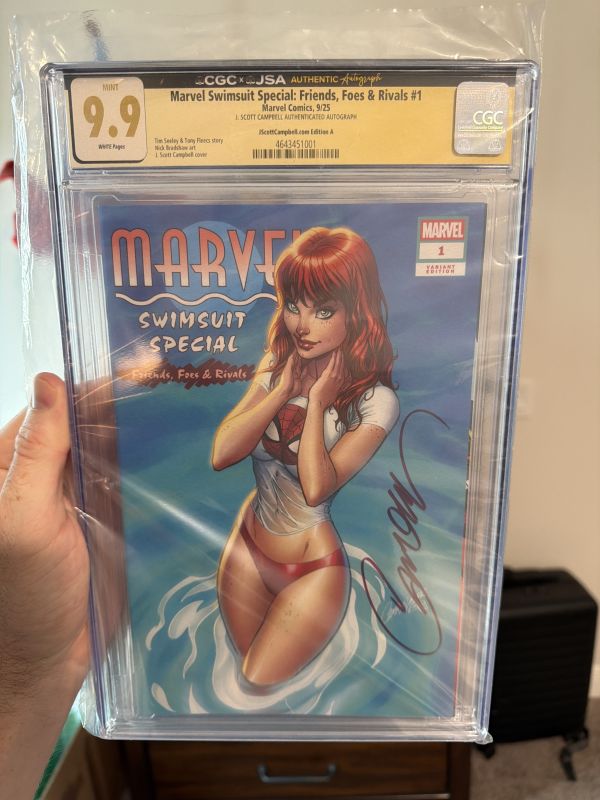 CGC x JSA AUTHENTIC Autograph
MINT
9.9
WHITE Pages
Marvel Swimsuit Special: Friends, Foes & Rivals #1
Marvel Comics, 9/25
J. SCOTT CAMPBELL AUTHENTICATED AUTOGRAPH
JScottCampbell.com Edition A
Tim Seeley & Tony Fleecs story
Nick Bradshaw art
J. Scott Campbell cover
4643451001
CGC
MARVEL
SWIMSUIT
SPECIAL
Friends, Foes & Rivals
MARVEL
1
VARIANT
EDITION